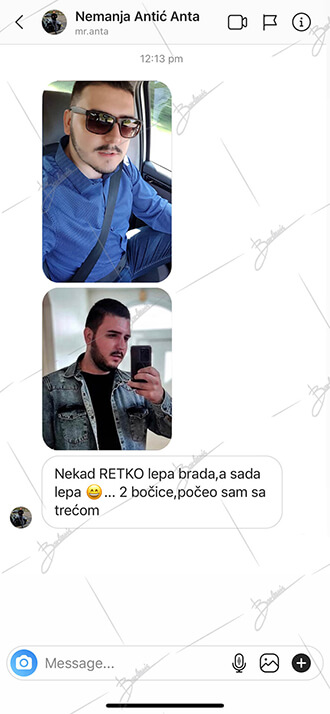 Nemanja Antić Anta
mr.anta
12:13 pm
Nekad RETKO lepa brada,a sada
lepa 😄... 2 bočice,počeo sam sa
trećom
Message...